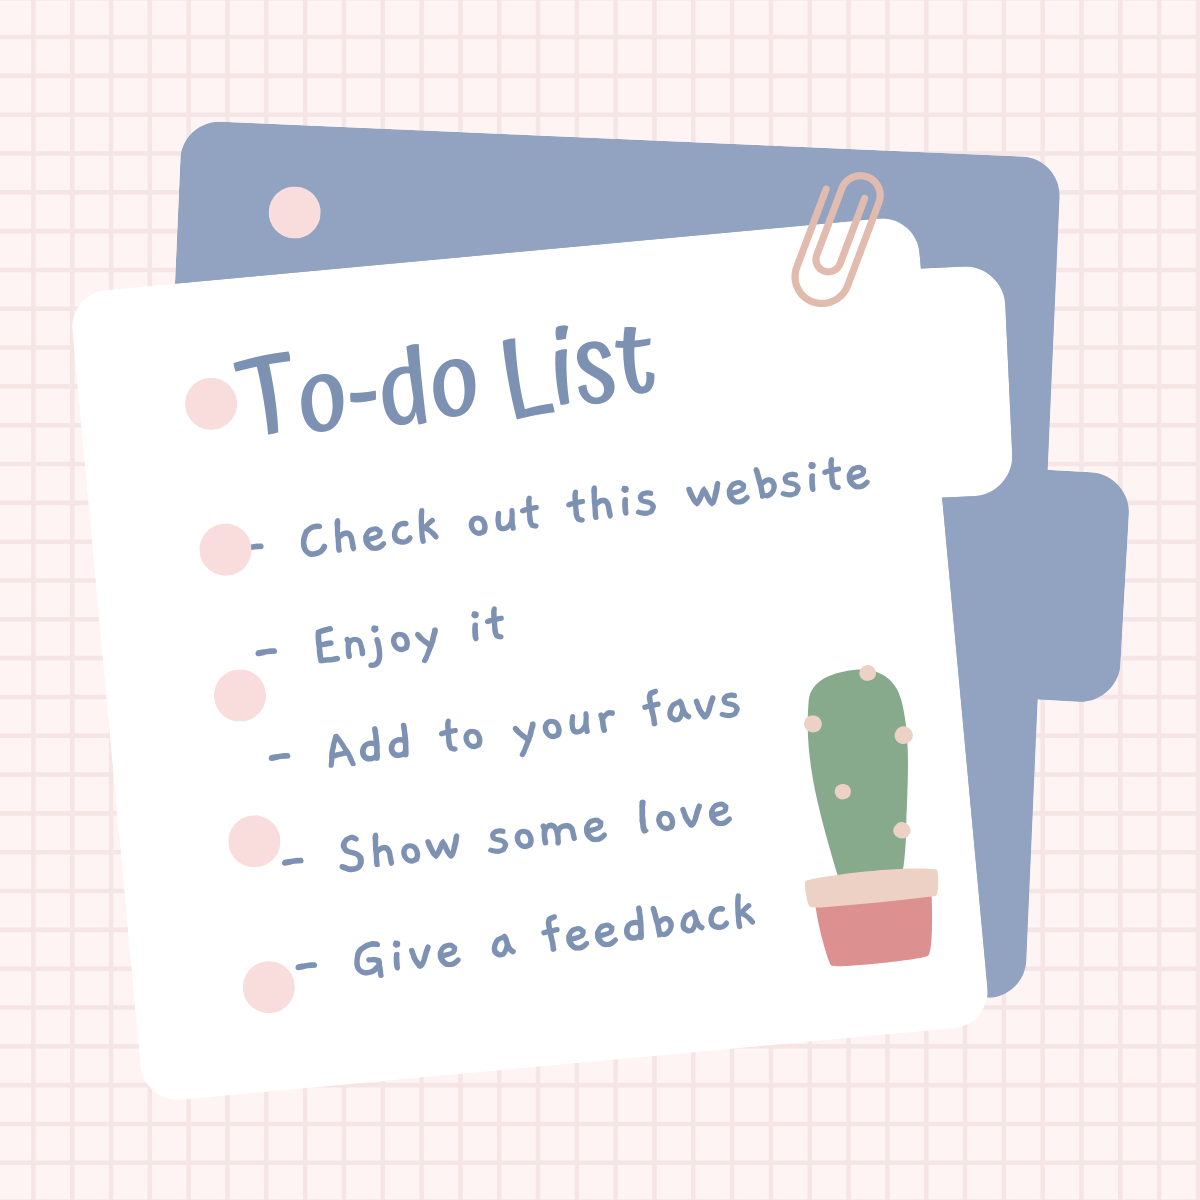 To-do List
- Check out this website
- Enjoy it
- Add to your favs
- Show some love
- Give a feedback